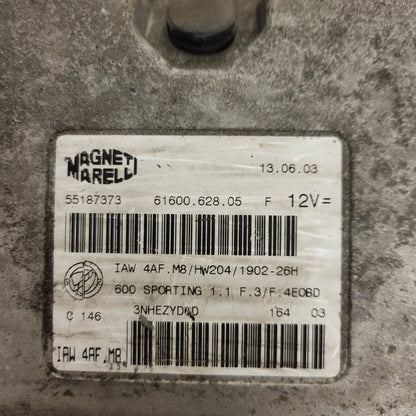 MAGNETI
MARELLI
13.06.03
55187373 61600.628.05 F 12V=
IAW 4AF.M8/HW204/1902-26H
600 SPORTING 1.1 F.3/F.4EOBD
C 146 3NHEZYD6D 164 03
IAW 4AF.M8.